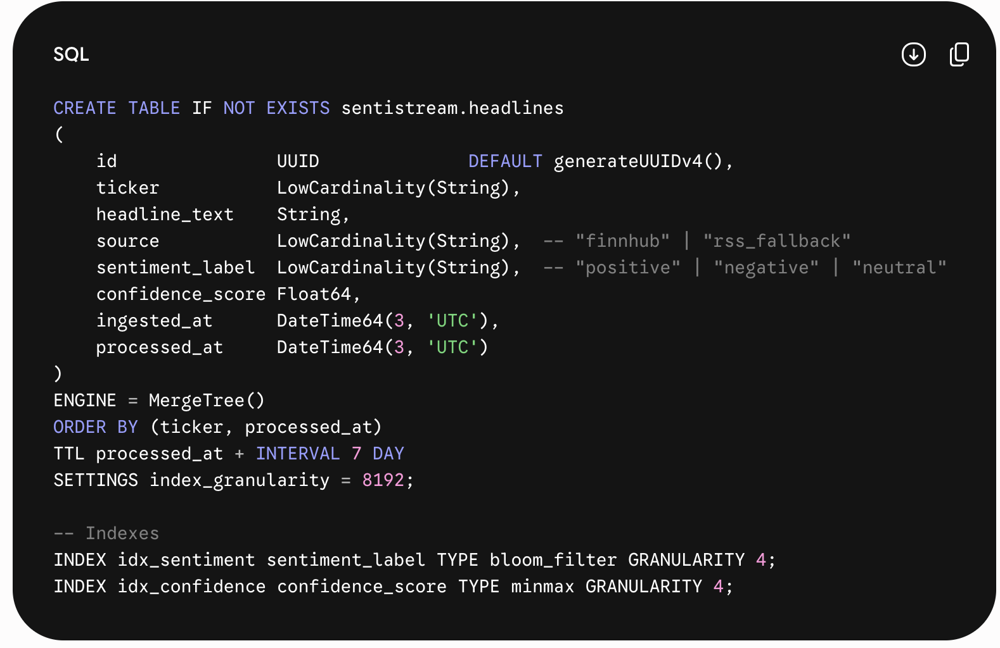 SQL
CREATE TABLE IF NOT EXISTS sentistream.headlines
(
    id               UUID              DEFAULT generateUUIDv4(),
    ticker           LowCardinality(String),
    headline_text    String,
    source           LowCardinality(String),  -- "finnhub" | "rss_fallback"
    sentiment_label  LowCardinality(String),  -- "positive" | "negative" | "neutral"
    confidence_score Float64,
    ingested_at      DateTime64(3, 'UTC'),
    processed_at     DateTime64(3, 'UTC')
)
ENGINE = MergeTree()
ORDER BY (ticker, processed_at)
TTL processed_at + INTERVAL 7 DAY
SETTINGS index_granularity = 8192;
-- Indexes
INDEX idx_sentiment sentiment_label TYPE bloom_filter GRANULARITY 4;
INDEX idx_confidence confidence_score TYPE minmax GRANULARITY 4;